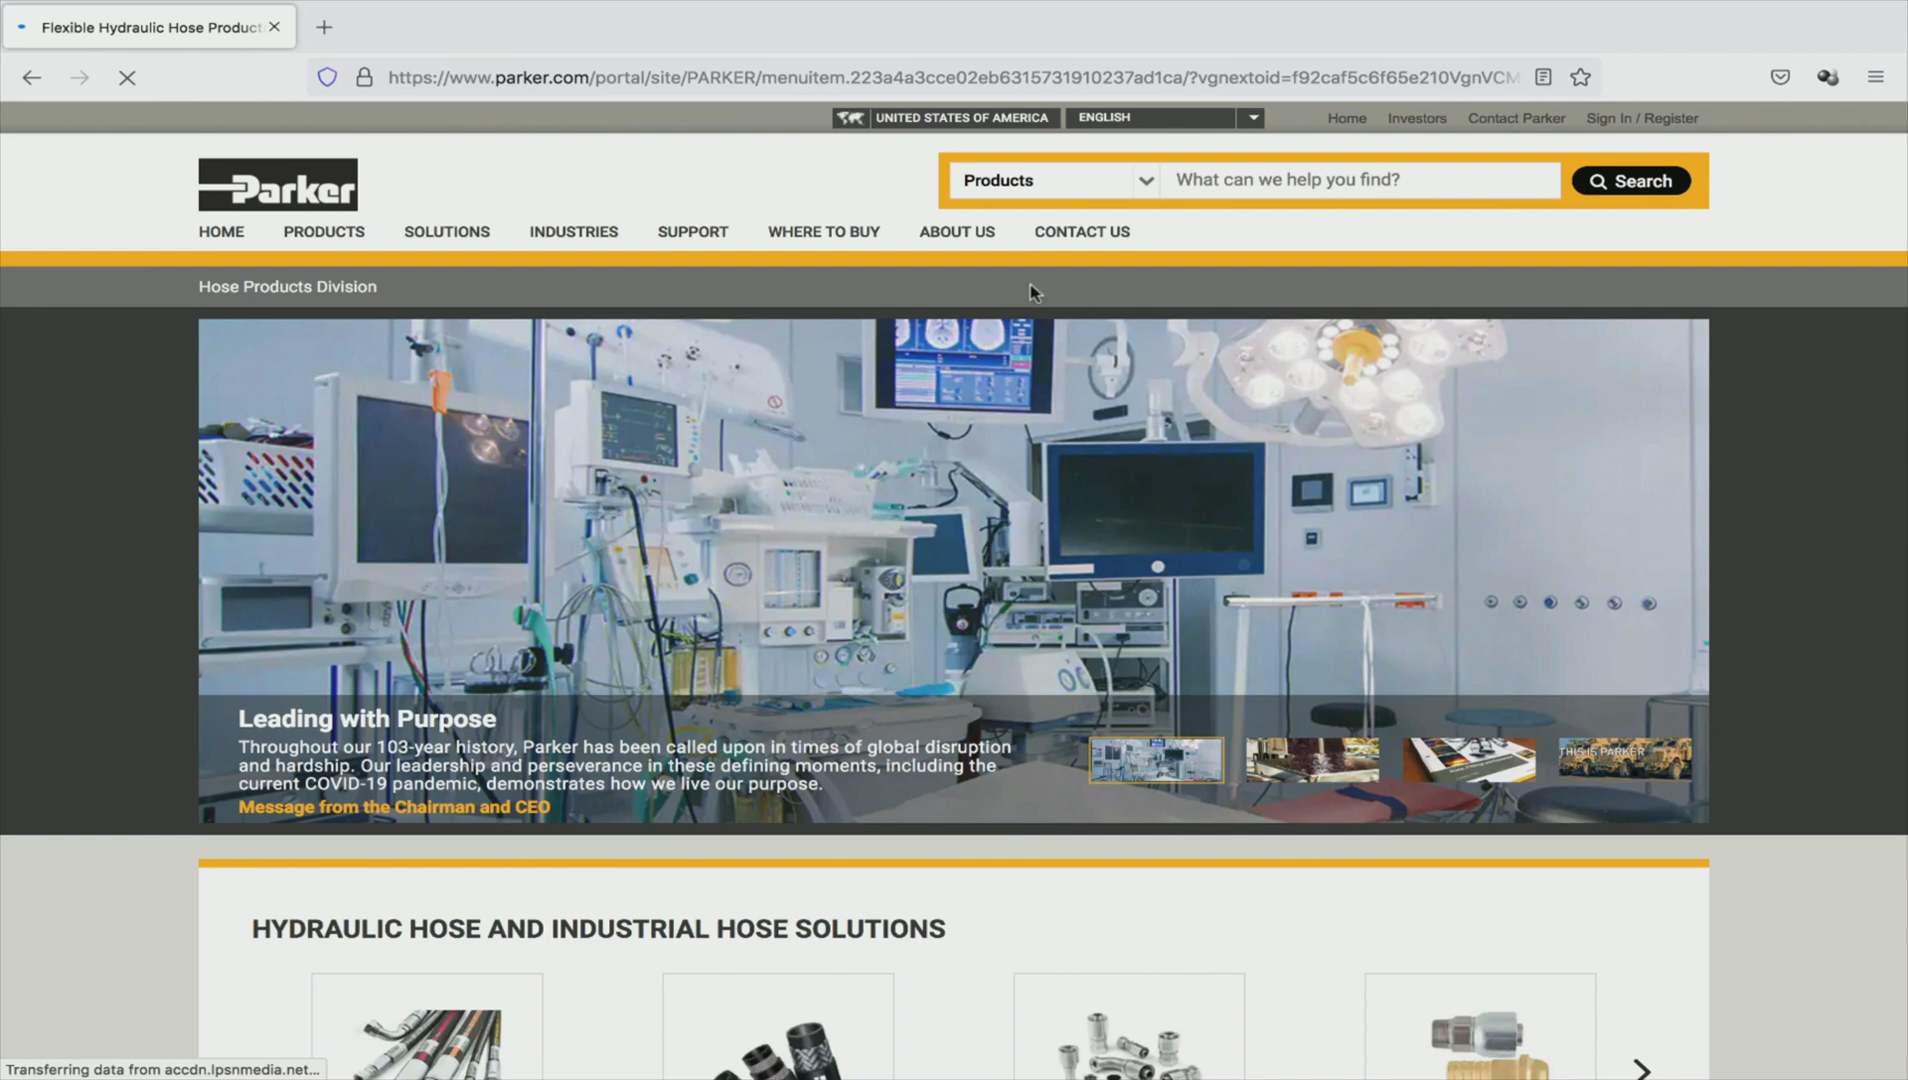 Flexible Hydraulic Hose Product
https://www.parker.com/portal/site/PARKER/menuitem.223a4a3cce02eb6315731910237ad1ca/?vgnextoid=f92caf5c6f65e210VgnVCM
UNITED STATES OF AMERICA
ENGLISH
Home
Investors
Contact Parker
Sign In / Register
Parker
Products
What can we help you find?
Search
HOME
PRODUCTS
SOLUTIONS
INDUSTRIES
SUPPORT
WHERE TO BUY
ABOUT US
CONTACT US
Hose Products Division
Leading with Purpose
Throughout our 103-year history, Parker has been called upon in times of global disruption
and hardship. Our leadership and perseverance in these defining moments, including the
current COVID-19 pandemic, demonstrates how we live our purpose.
Message from the Chairman and CEO
THIS IS PARKER
HYDRAULIC HOSE AND INDUSTRIAL HOSE SOLUTIONS
Transferring data from accdn.lpsnmedia.net...